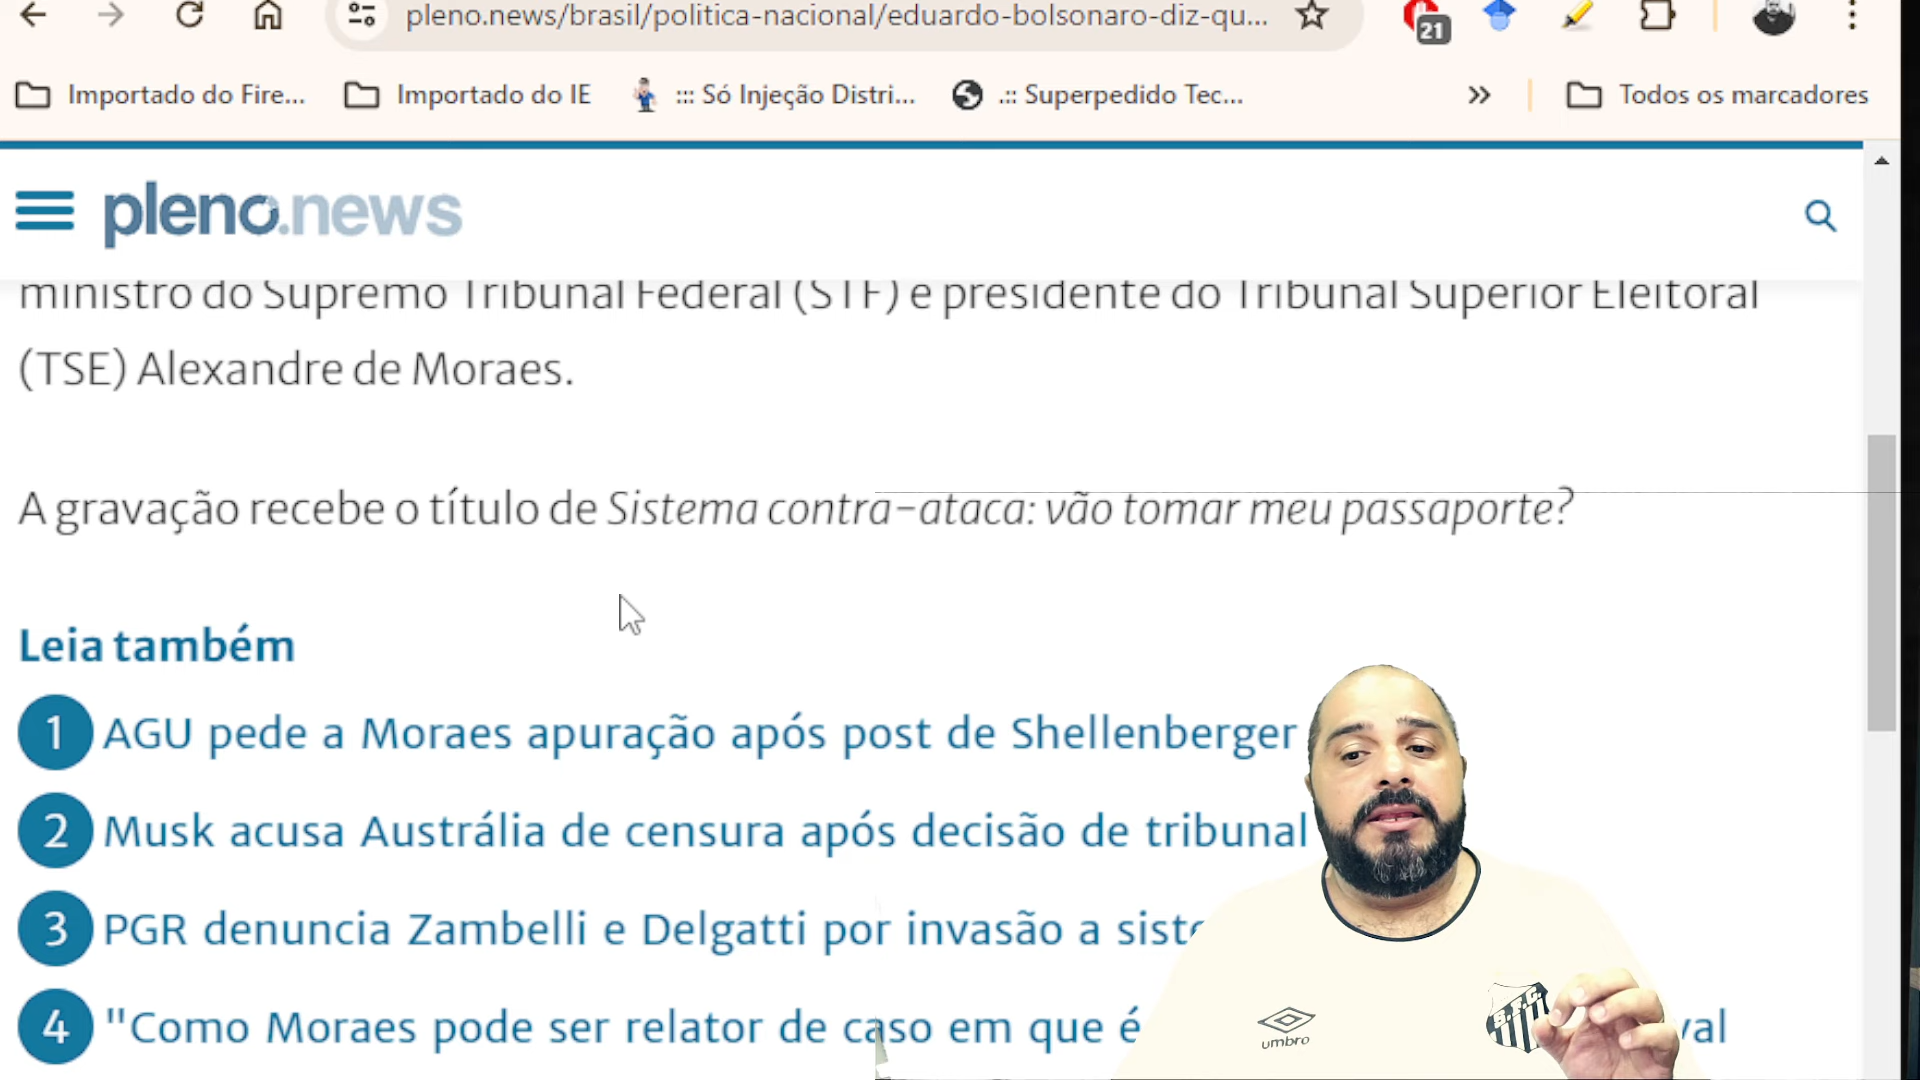 pleno.news/brasil/politica-nacional/eduardo-bolsonaro-diz-qu...
21
Importado do Fire...
Importado do IE
::: Só Injeção Distri...
.:: Superpedido Tec...
»
Todos os marcadores
pleno.news
ministro do Supremo Tribunal Federal (STF) e presidente do Tribunal Superior Eleitoral
(TSE) Alexandre de Moraes.
A gravação recebe o título de Sistema contra-ataca: vão tomar meu passaporte?
Leia também
1 AGU pede a Moraes apuração após post de Shellenberger
2 Musk acusa Austrália de censura após decisão de tribunal
3 PGR denuncia Zambelli e Delgatti por invasão a siste
4 "Como Moraes pode ser relator de caso em que é val
umbro
S.F.C.